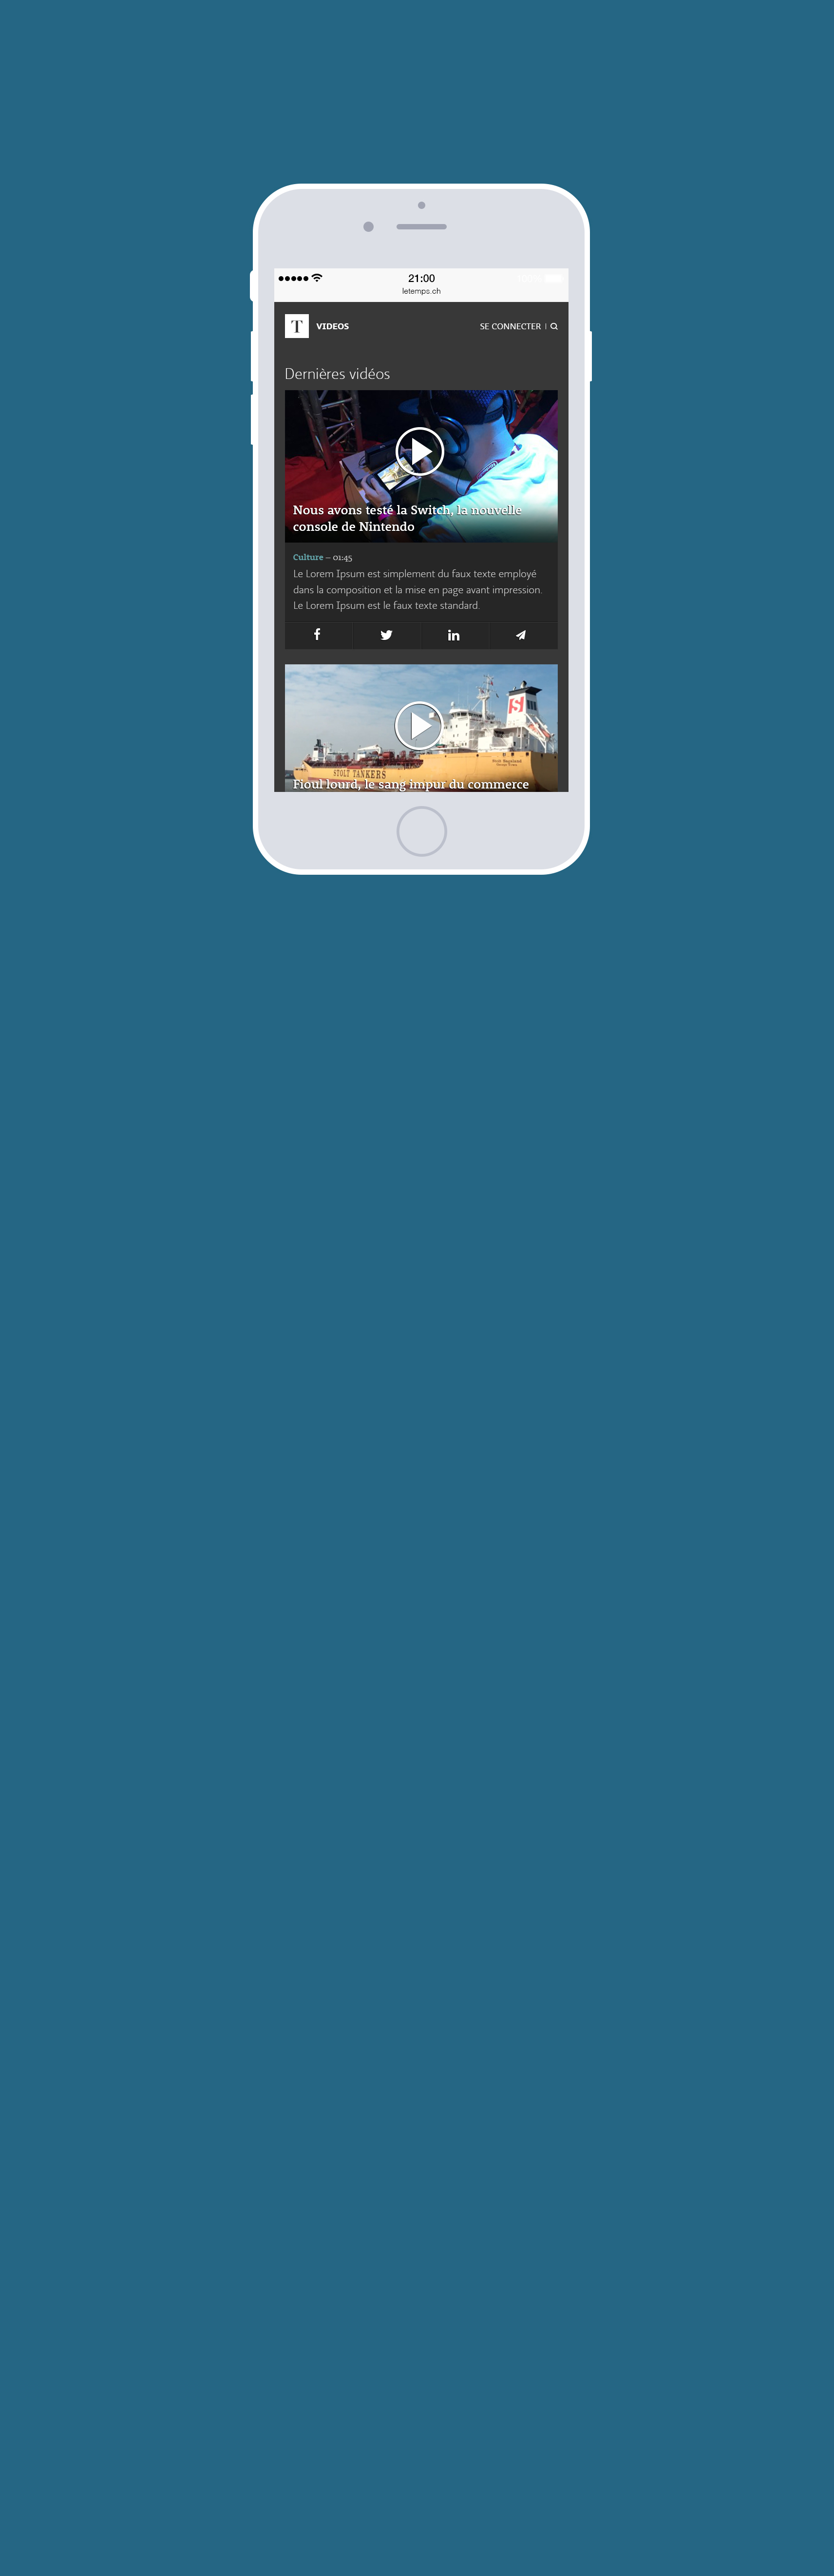 21:00
letemps.ch
T VIDEOS SE CONNECTER
Dernières vidéos
Nous avons testé la Switch, la nouvelle
console de Nintendo
Culture – 01:45
Le Lorem Ipsum est simplement du faux texte employé
dans la composition et la mise en page avant impression.
Le Lorem Ipsum est le faux texte standard.
S
STOLT TANKERS
Fioul lourd, le sang impur du commerce